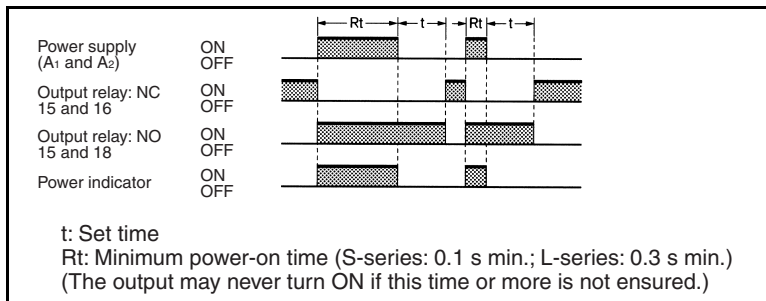 Rt t Rt t
Power supply ON
(A1 and A2) OFF
Output relay: NC ON
15 and 16 OFF
Output relay: NO ON
15 and 18 OFF
Power indicator ON
OFF
t: Set time
Rt: Minimum power-on time (S-series: 0.1 s min.; L-series: 0.3 s min.)
(The output may never turn ON if this time or more is not ensured.)